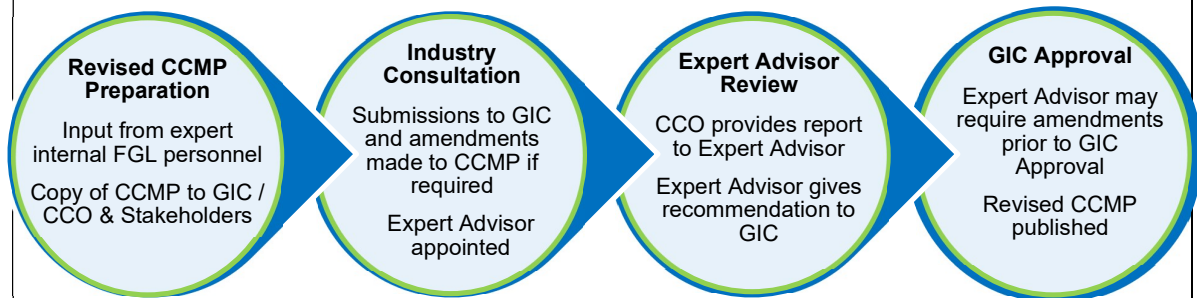 Revised CCMP
Preparation
Input from expert
internal FGL personnel
Copy of CCMP to GIC /
CCO & Stakeholders
Industry
Consultation
Submissions to GIC
and amendments
made to CCMP if
required
Expert Advisor
appointed
Expert Advisor
Review
CCO provides report
to Expert Advisor
Expert Advisor gives
recommendation to
GIC
GIC Approval
Expert Advisor may
require amendments
prior to GIC
Approval
Revised CCMP
published